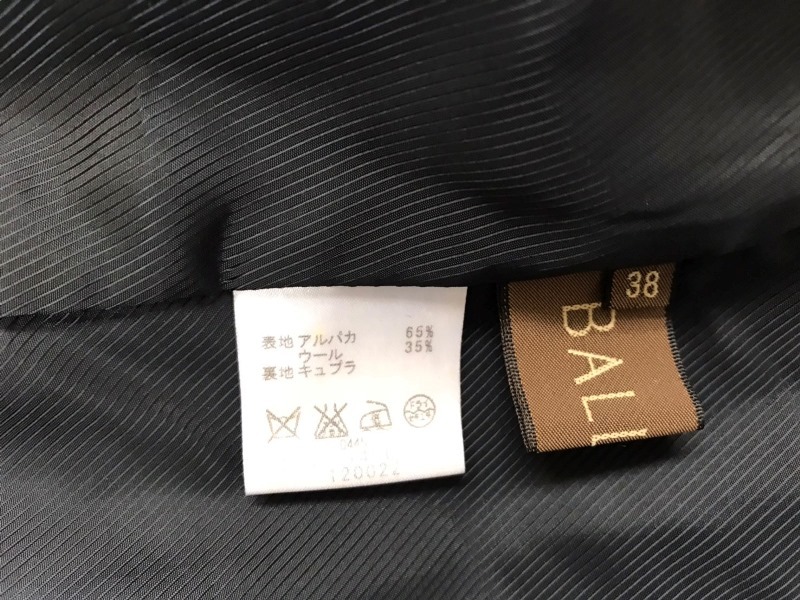 表地 アルパカ 65%
ウール 35%
裏地 キュプラ
120022
38
BALL